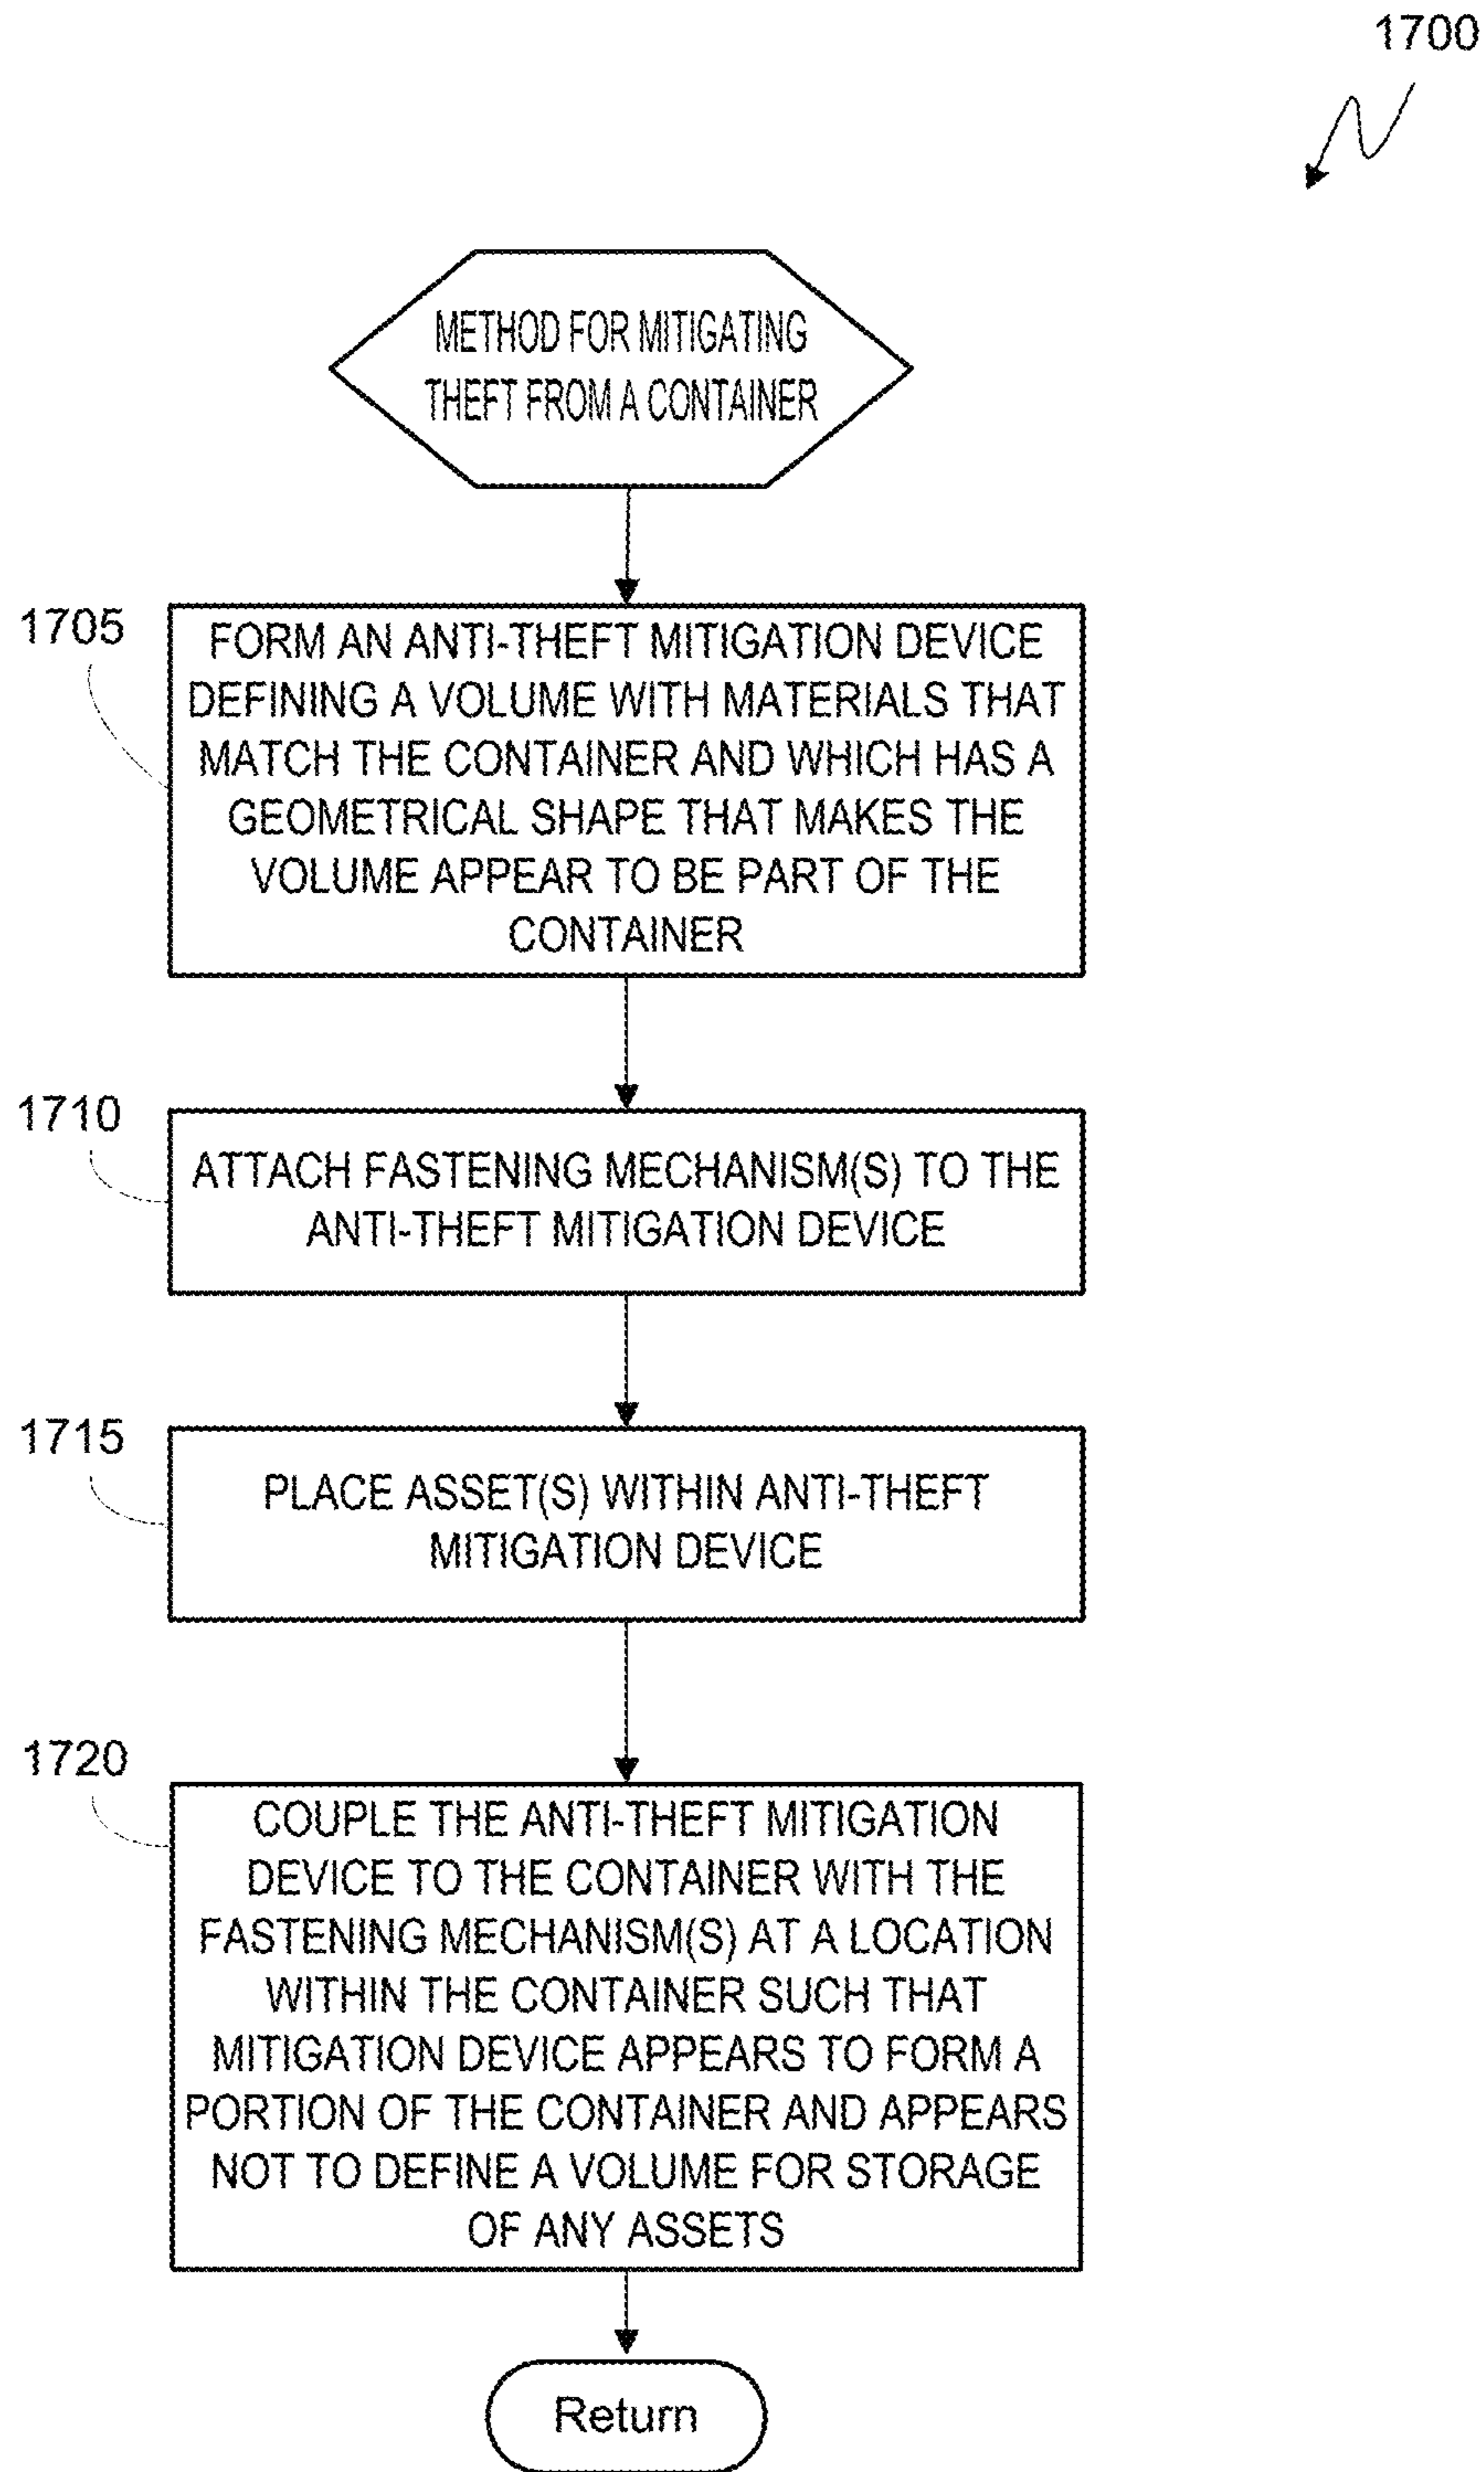 1700
METHOD FOR MITIGATING
THEFT FROM A CONTAINER
1705
FORM AN ANTI-THEFT MITIGATION DEVICE
DEFINING A VOLUME WITH MATERIALS THAT
MATCH THE CONTAINER AND WHICH HAS A
GEOMETRICAL SHAPE THAT MAKES THE
VOLUME APPEAR TO BE PART OF THE
CONTAINER
1710
ATTACH FASTENING MECHANISM(S) TO THE
ANTI-THEFT MITIGATION DEVICE
1715
PLACE ASSET(S) WITHIN ANTI-THEFT
MITIGATION DEVICE
1720
COUPLE THE ANTI-THEFT MITIGATION
DEVICE TO THE CONTAINER WITH THE
FASTENING MECHANISM(S) AT A LOCATION
WITHIN THE CONTAINER SUCH THAT
MITIGATION DEVICE APPEARS TO FORM A
PORTION OF THE CONTAINER AND APPEARS
NOT TO DEFINE A VOLUME FOR STORAGE
OF ANY ASSETS
Return